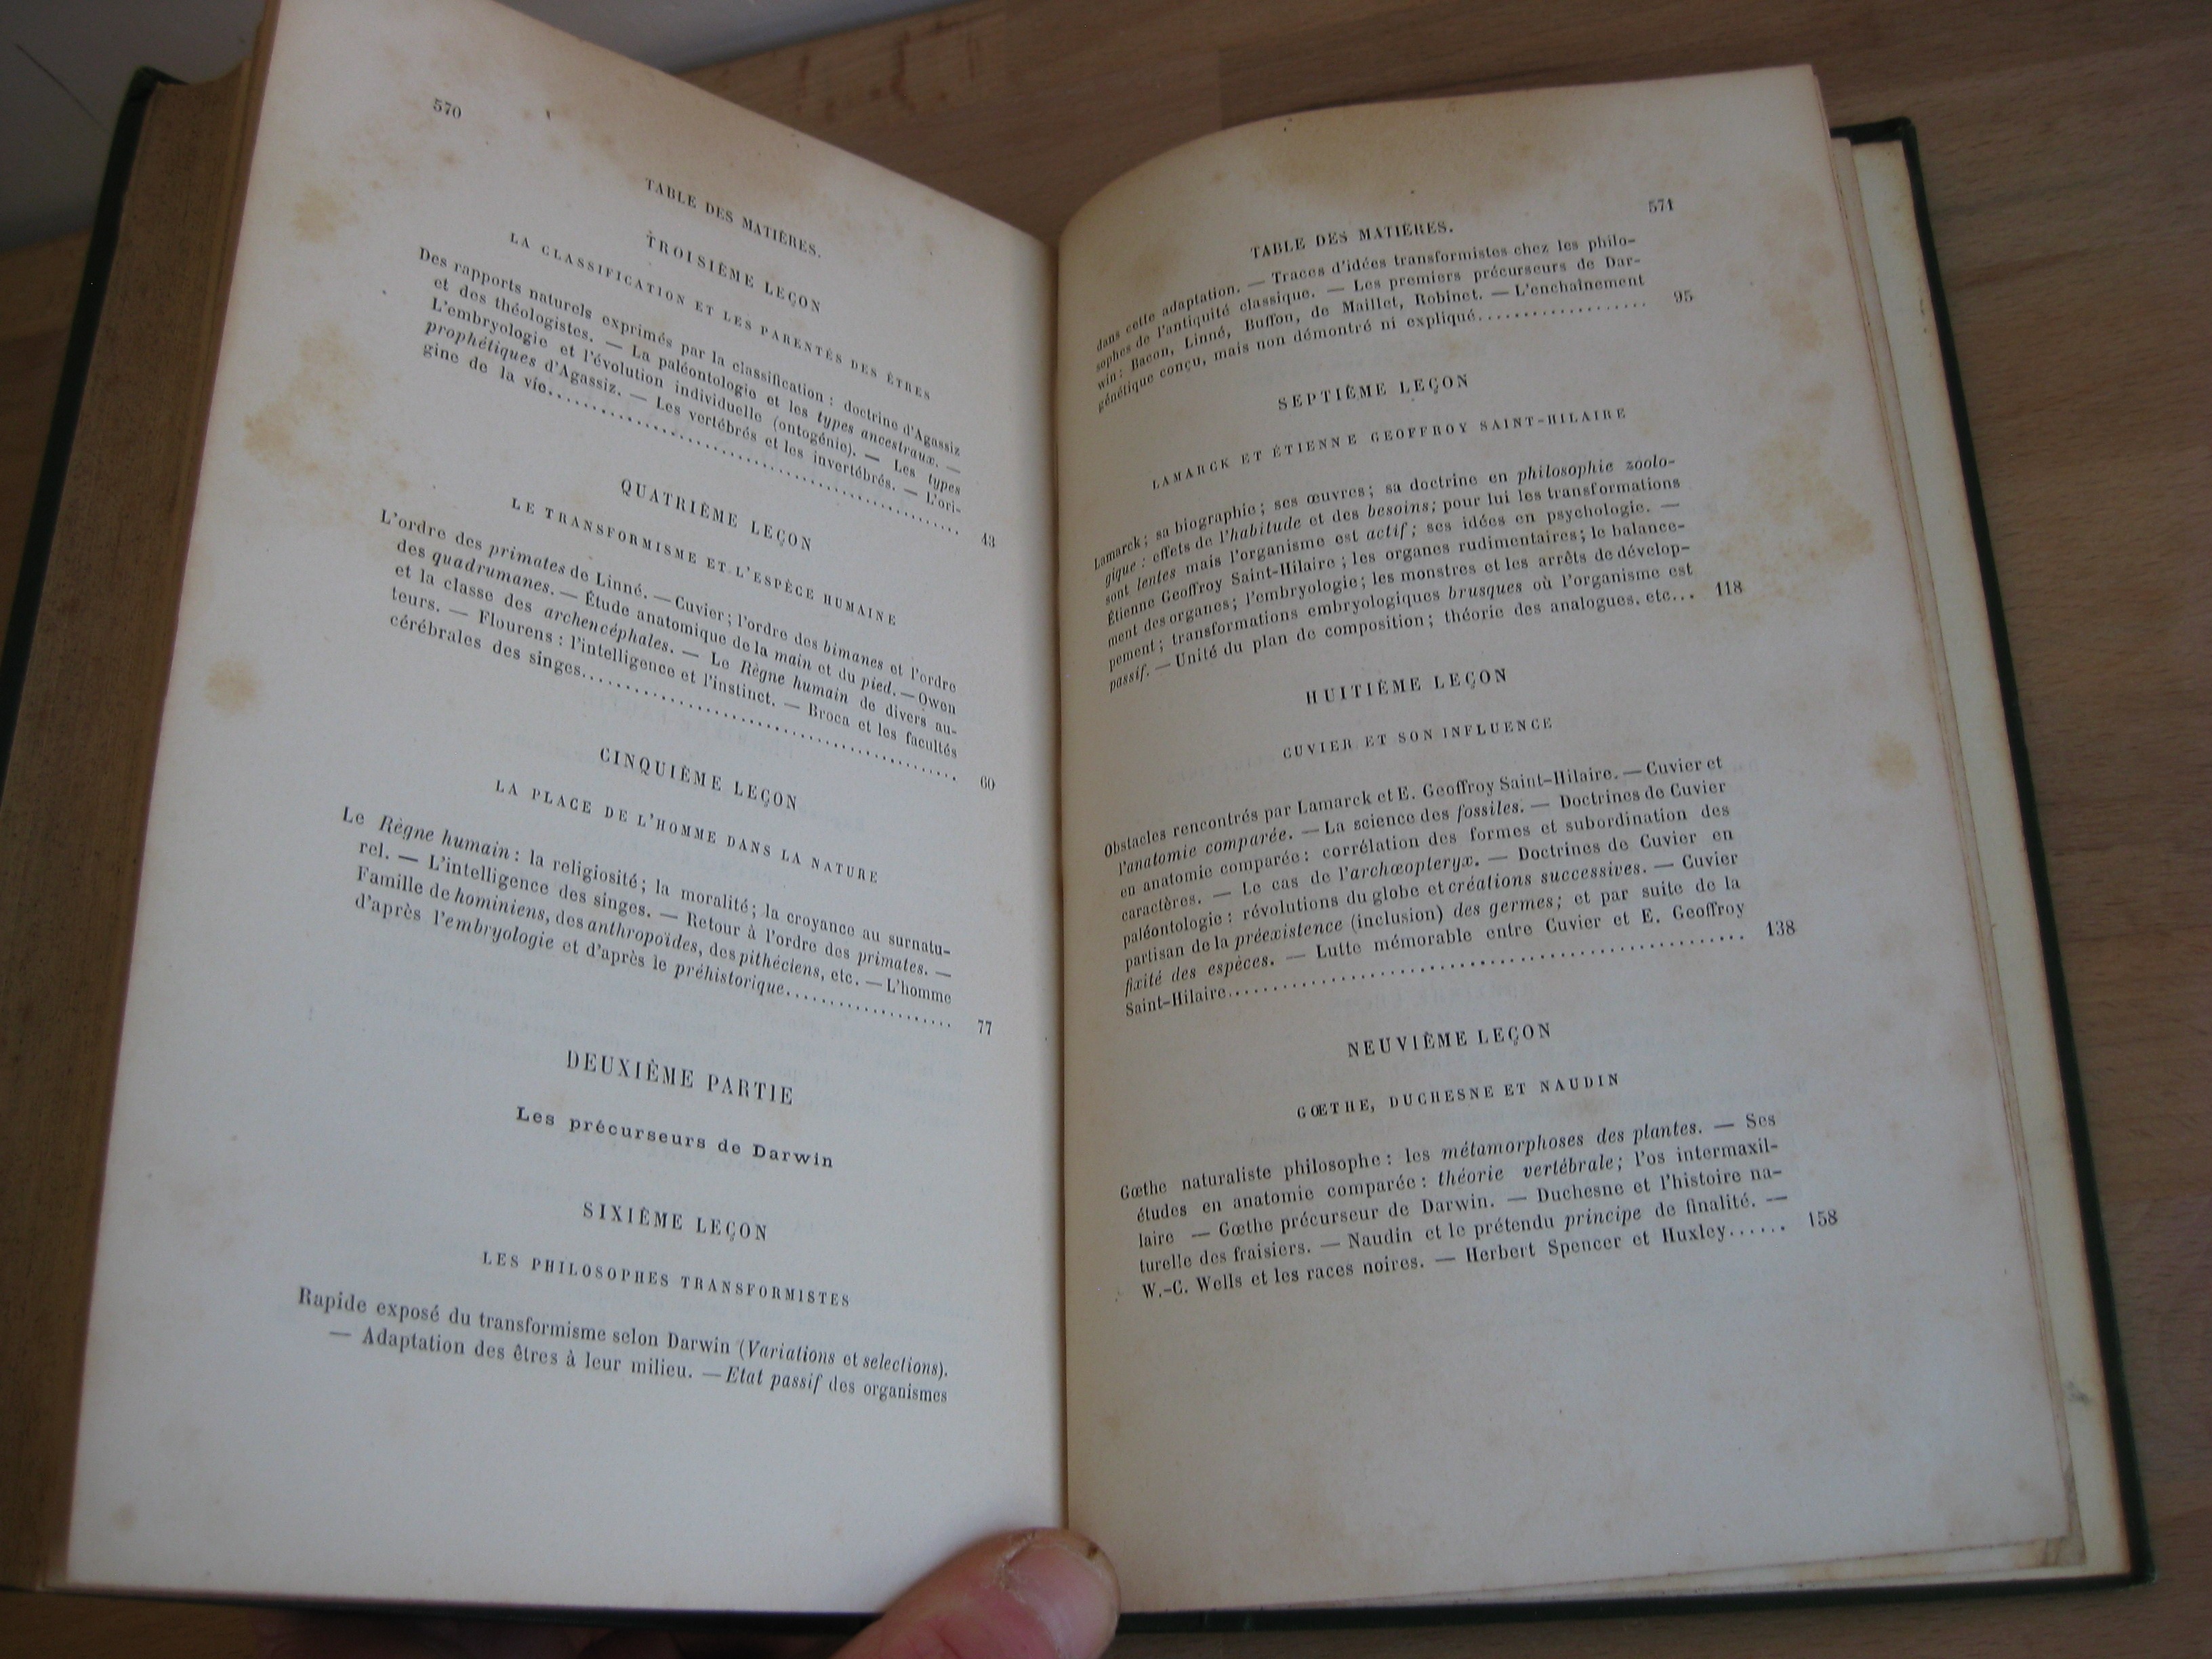 570
TABLE DES MATIÈRES.
TROISIÈME LEÇON
LA CLASSIFICATION ET LES PARENTÉS DES ÊTRES
Des rapports naturels exprimés par la classification : doctrine d'Agassiz
et des théologistes. — La paléontologie et les types ancestraux. —
L'embryologie et l'évolution individuelle (ontogénie). — Les types
prophétiques d'Agassiz. — Les vertébrés et les invertébrés. — L'ori-
gine de la vie........................................ 43
QUATRIÈME LEÇON
LE TRANSFORMISME ET L'ESPÈCE HUMAINE
L'ordre des primates de Linné. — Cuvier ; l'ordre des bimanes et l'ordre
des quadrumanes. — Étude anatomique de la main et du pied. — Owen
et la classe des archencéphales. — Le Règne humain de divers au-
teurs. — Flourens : l'intelligence et l'instinct. — Broca et les facultés
cérébrales des singes..................................... 60
CINQUIÈME LEÇON
LA PLACE DE L'HOMME DANS LA NATURE
Le Règne humain : la religiosité ; la moralité ; la croyance au surnatu-
rel. — L'intelligence des singes. — Retour à l'ordre des primates. —
Famille de hominiens, des anthropoïdes, des pithéciens, etc. — L'homme
d'après l'embryologie et d'après le préhistorique.................. 77
DEUXIÈME PARTIE
Les précurseurs de Darwin
SIXIÈME LEÇON
LES PHILOSOPHES TRANSFORMISTES
Rapide exposé du transformisme selon Darwin (Variations et selections).
— Adaptation des êtres à leur milieu. — Etat passif des organismes
571
TABLE DES MATIÈRES.
dans cette adaptation. — Traces d'idées transformistes chez les philo-
sophes de l'antiquité classique. — Les premiers précurseurs de Dar-
win : Bacon, Linné, Buffon, de Maillet, Robinet. — L'enchaînement
génétique conçu, mais non démontré ni expliqué................... 95
SEPTIÈME LEÇON
LAMARCK ET ÉTIENNE GEOFFROY SAINT-HILAIRE
Lamarck ; sa biographie ; ses œuvres ; sa doctrine en philosophie zoolo-
gique : effets de l'habitude et des besoins ; pour lui les transformations
sont lentes mais l'organisme est actif ; ses idées en psychologie. —
Étienne Geoffroy Saint-Hilaire ; les organes rudimentaires ; le balance-
ment des organes ; l'embryologie ; les monstres et les arrêts de dévelop-
pement ; transformations embryologiques brusques où l'organisme est
passif. — Unité du plan de composition ; théorie des analogues, etc... 118
HUITIÈME LEÇON
CUVIER ET SON INFLUENCE
Obstacles rencontrés par Lamarck et E. Geoffroy Saint-Hilaire. — Cuvier et
l'anatomie comparée. — La science des fossiles. — Doctrines de Cuvier
en anatomie comparée : corrélation des formes et subordination des
caractères. — Le cas de l'archœopteryx. — Doctrines de Cuvier en
paléontologie : révolutions du globe et créations successives. — Cuvier
partisan de la préexistence (inclusion) des germes ; et par suite de la
fixité des espèces. — Lutte mémorable entre Cuvier et E. Geoffroy
Saint-Hilaire............................................ 138
NEUVIÈME LEÇON
GŒTHE, DUCHESNE ET NAUDIN
Gœthe naturaliste philosophe : les métamorphoses des plantes. — Ses
études en anatomie comparée : théorie vertébrale ; l'os intermaxil-
laire — Gœthe précurseur de Darwin. — Duchesne et l'histoire na-
turelle des fraisiers. — Naudin et le prétendu principe de finalité. —
W.-C. Wells et les races noires. — Herbert Spencer et Huxley...... 158